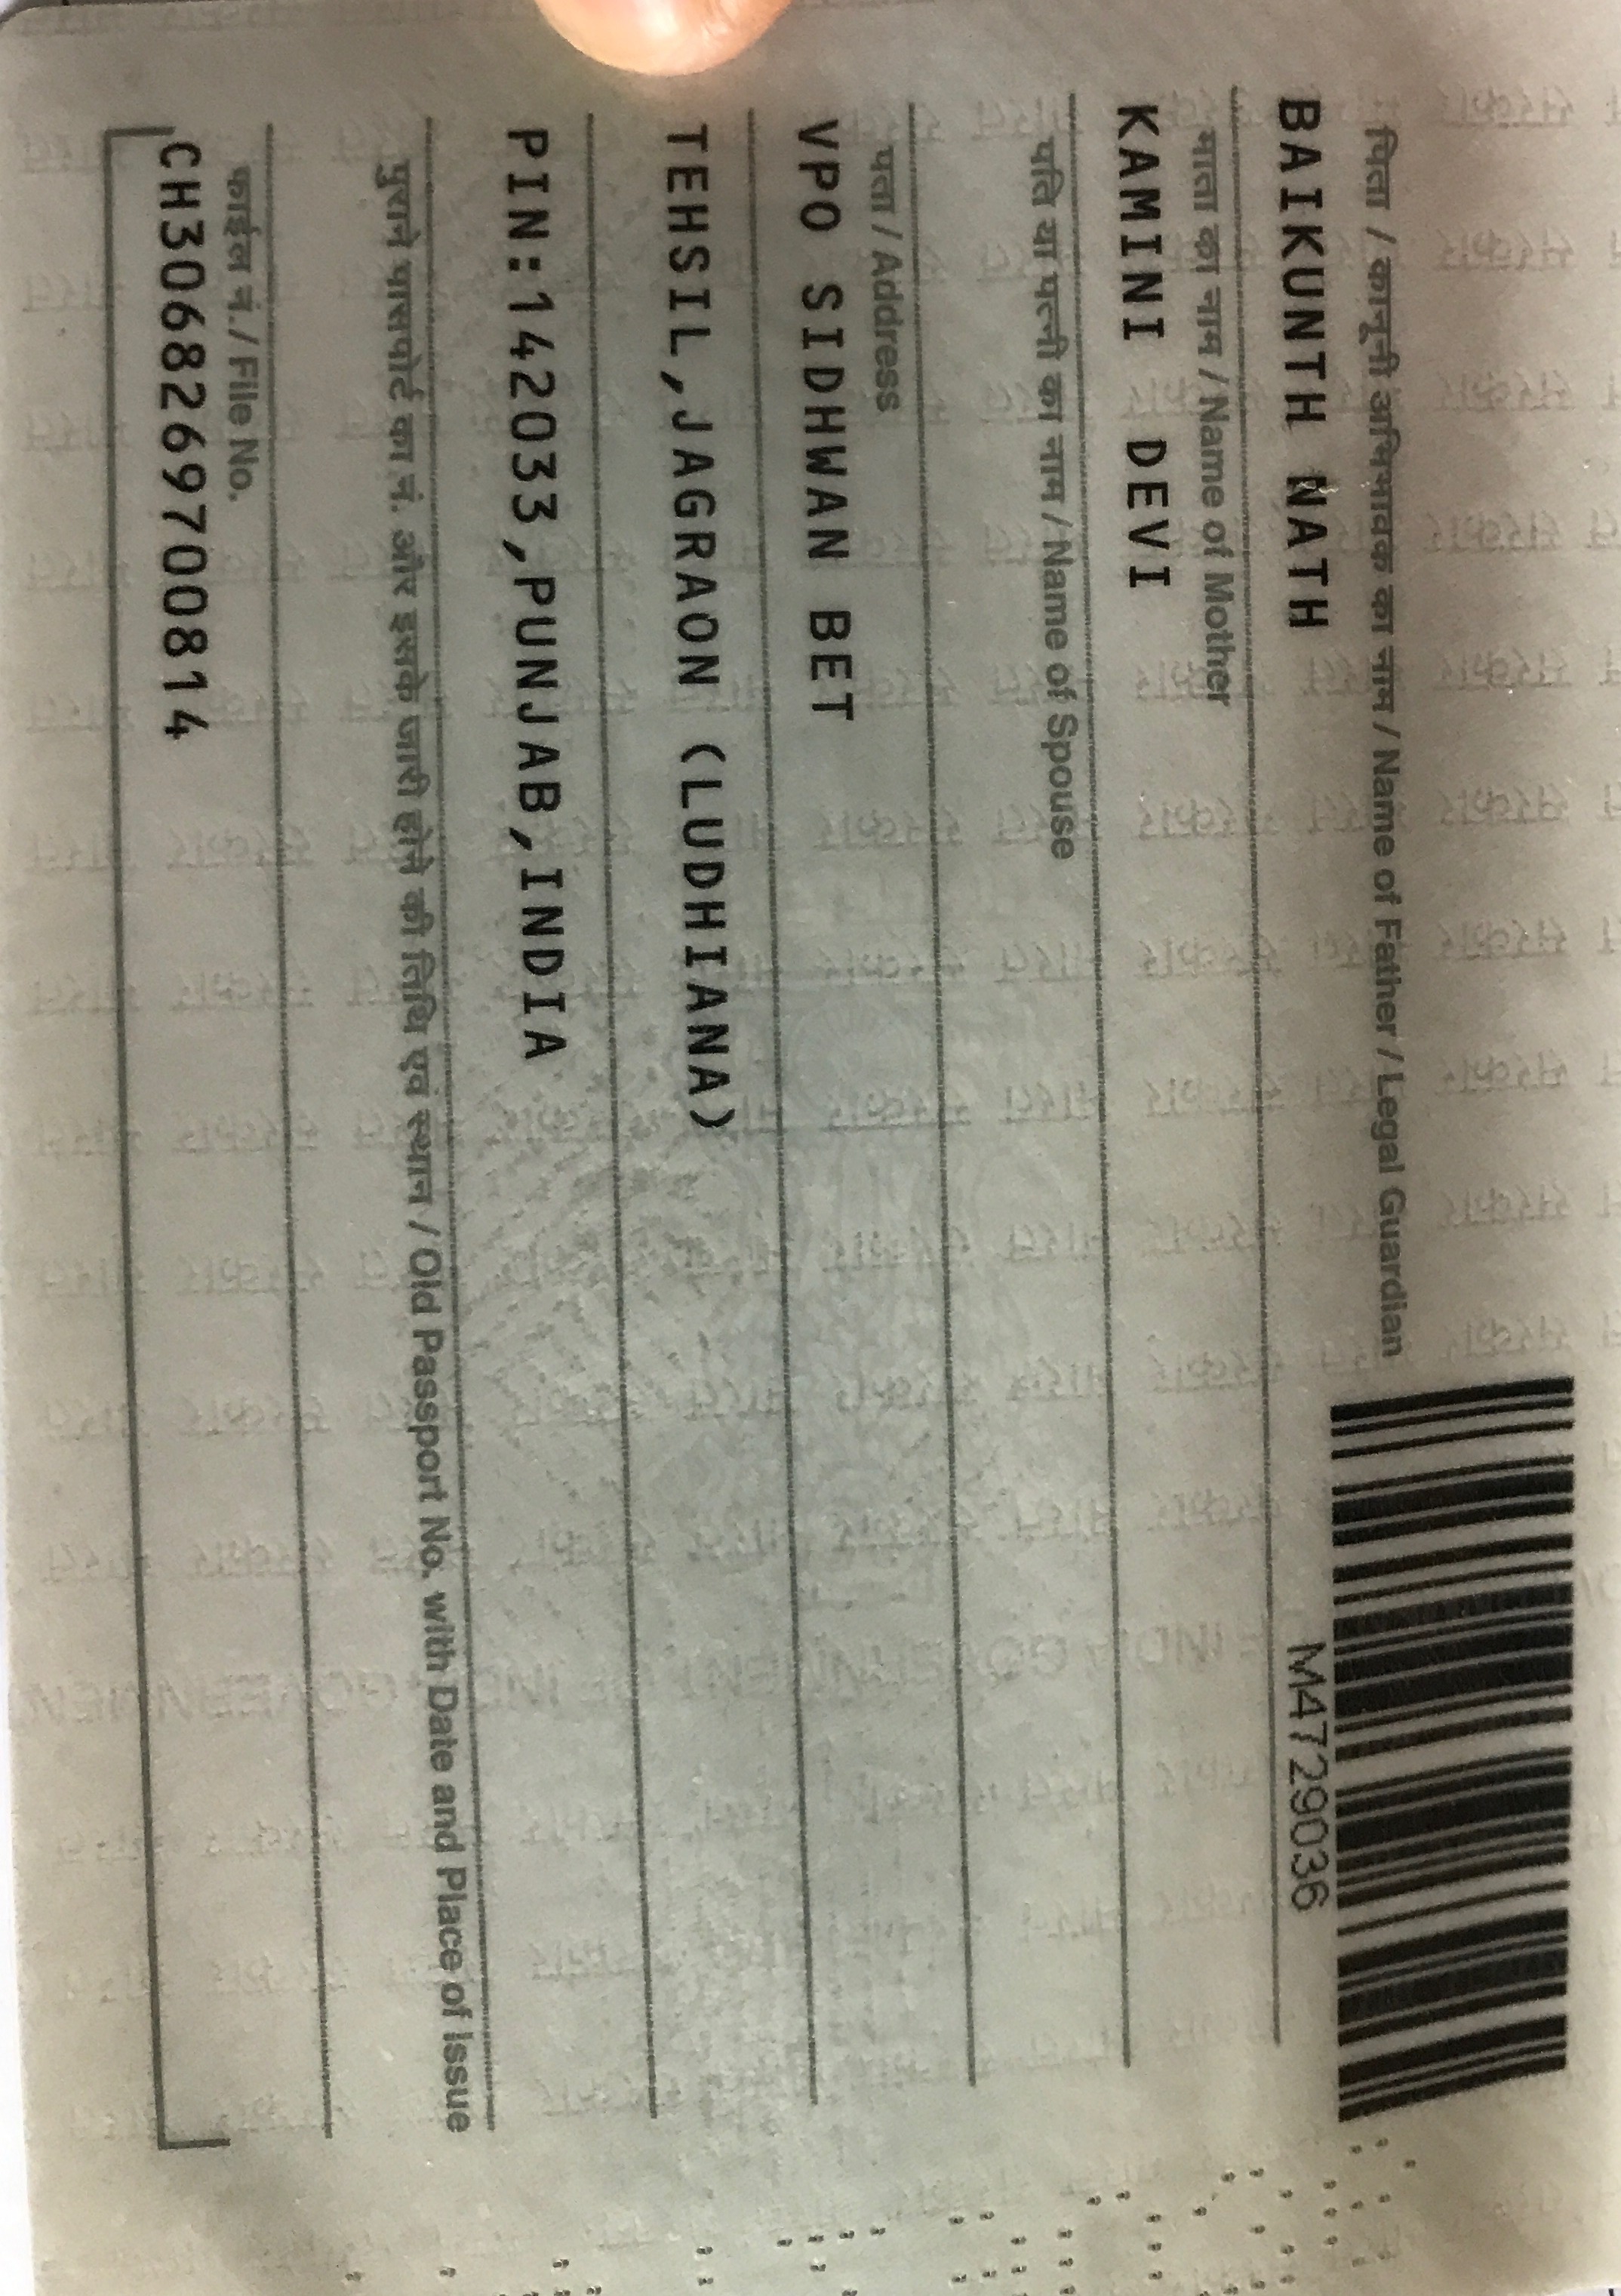 पिता / कानूनी अभिभावक का नाम / Name of Father / Legal Guardian
BAIKUNTH NATH
M4729036
माता का नाम / Name of Mother
KAMINI DEVI
पति या पत्नी का नाम / Name of Spouse
पता / Address
VPO SIDHWAN BET
TEHSIL,JAGRAON (LUDHIANA)
PIN:142033,PUNJAB,INDIA
पुराने पासपोर्ट का नं. और इसके जारी होने की तिथि एवं स्थान / Old Passport No. with Date and Place of Issue
फाईल नं. / File No.
CH3068269700814